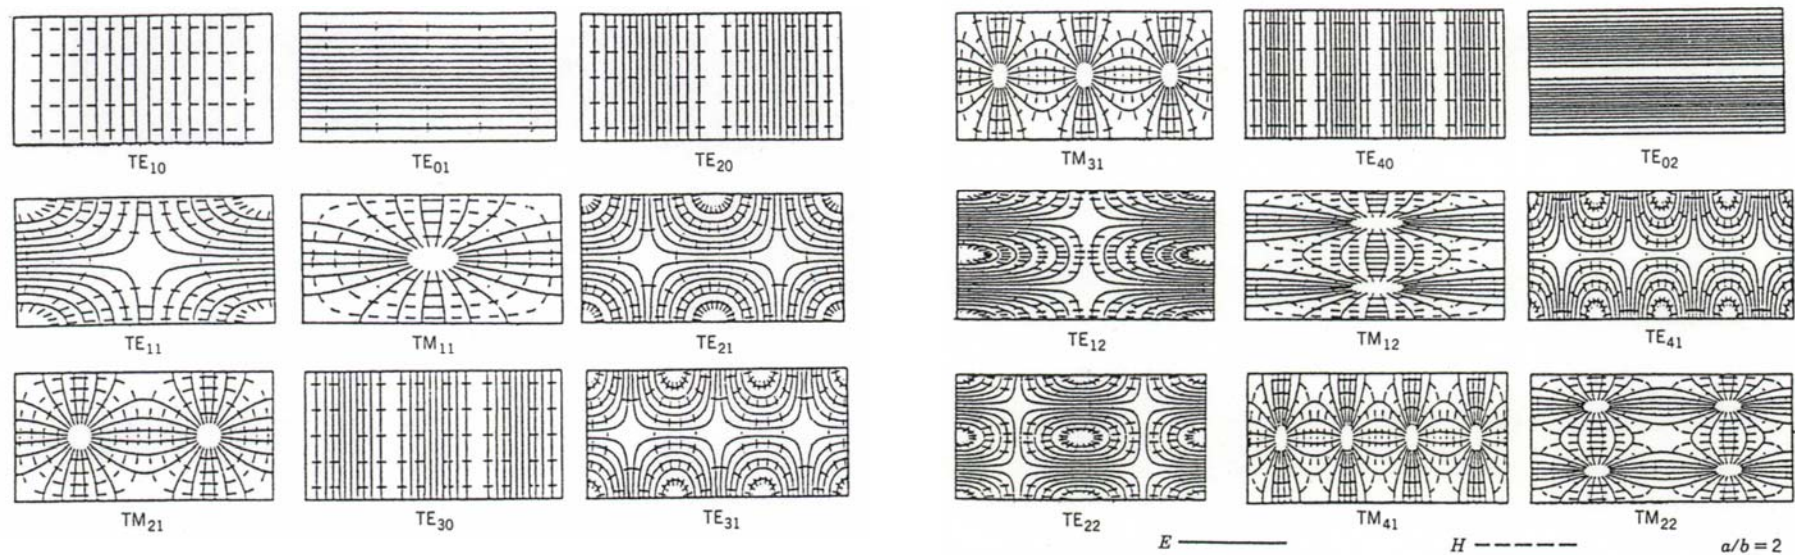 TE₁₀ TE₀₁ TE₂₀
TE₁₁ TM₁₁ TE₂₁
TM₂₁ TE₃₀ TE₃₁
TM₃₁ TE₄₀ TE₀₂
TE₁₂ TM₁₂ TE₄₁
TE₂₂ TM₄₁ TM₂₂
E H a/b = 2